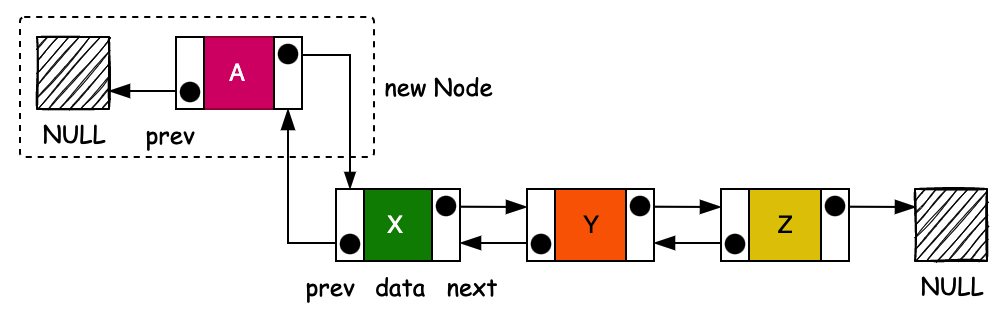 A
new Node
NULL prev
X Y Z
prev data next NULL